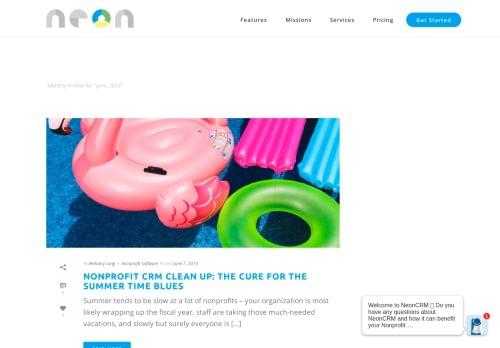 neon
Features Missions Services Pricing Get Started
Monthly Archive for: "June, 2013"
By Bethany Lang In Nonprofit Software Posted June 7, 2013
NONPROFIT CRM CLEAN UP: THE CURE FOR THE
SUMMER TIME BLUES
Summer tends to be slow at a lot of nonprofits – your organization is most
likely wrapping up the fiscal year, staff are taking those much-needed
vacations, and slowly but surely everyone is [...]
Welcome to NeonCRM Do you
have any questions about
NeonCRM and how it can benefit
your Nonprofit ...
1